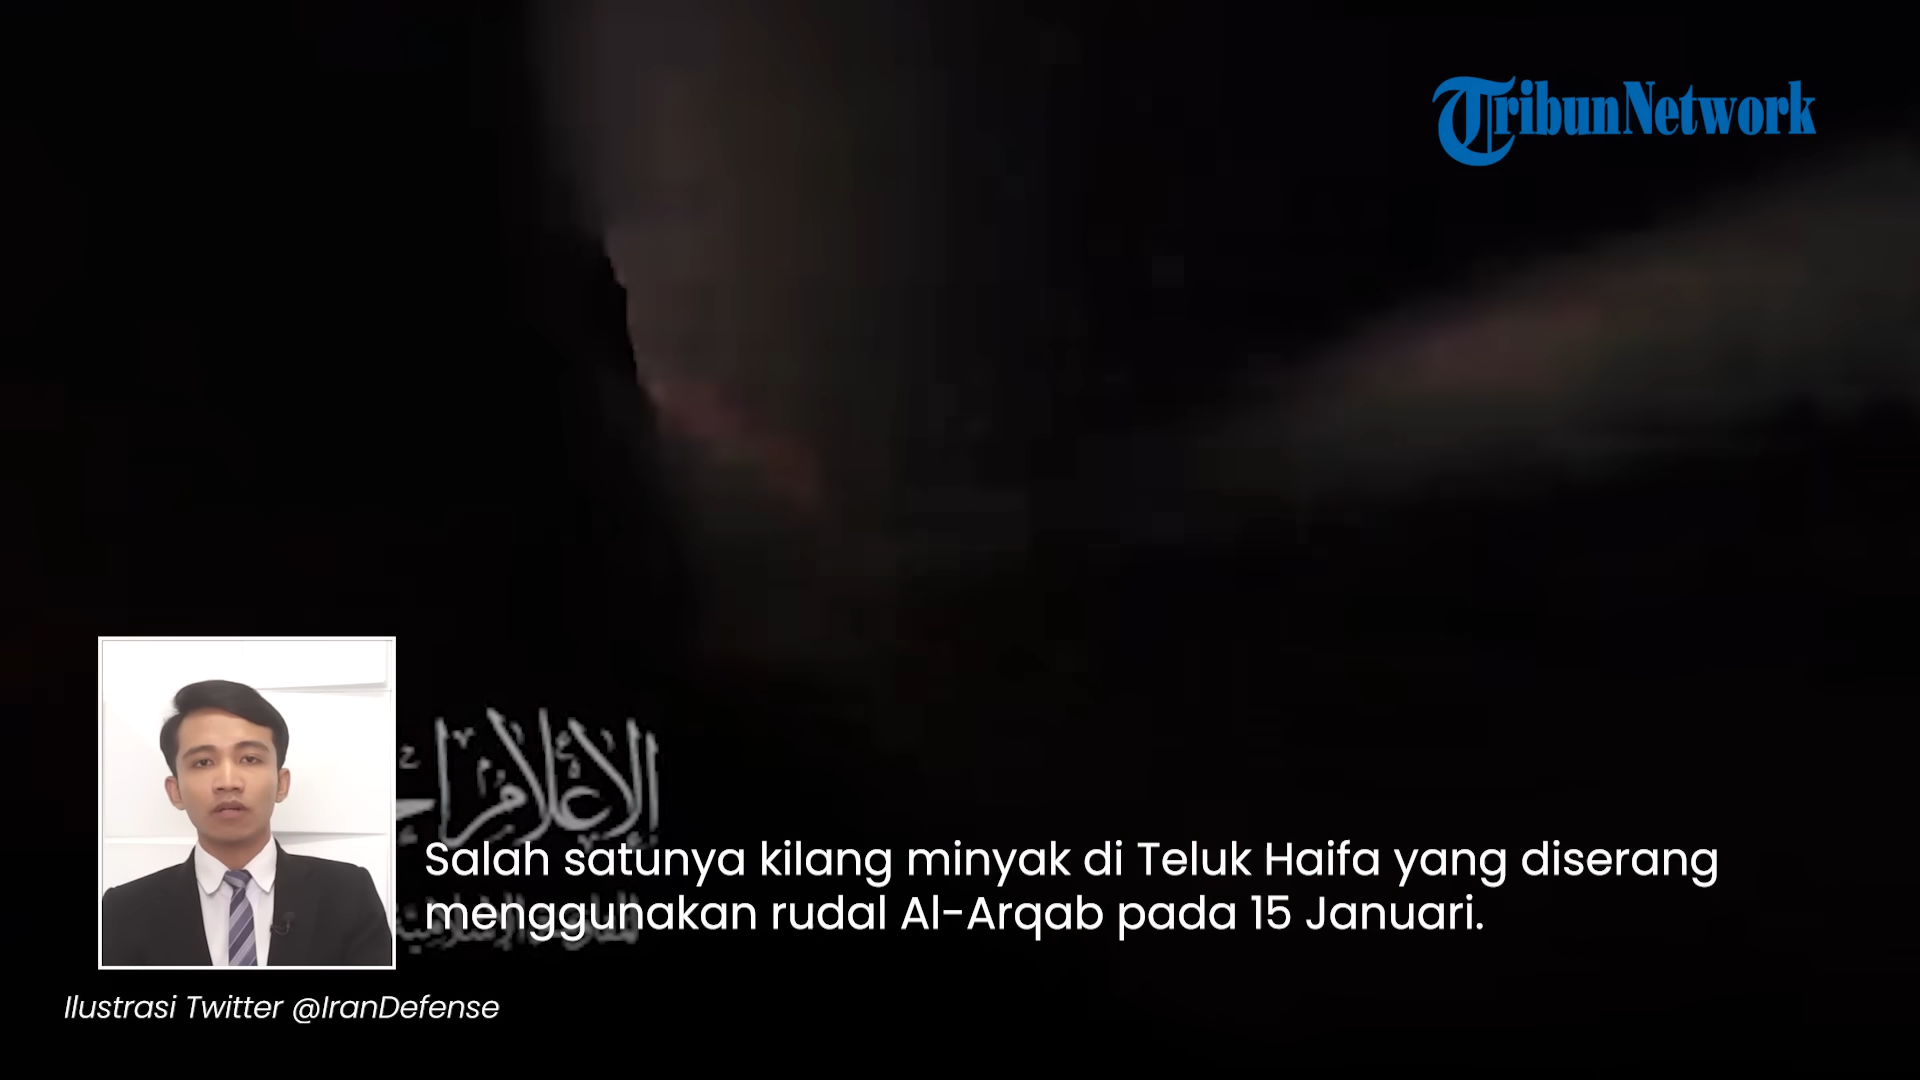 TribunNetwork
الإعلام
Salah satunya kilang minyak di Teluk Haifa yang diserang
menggunakan rudal Al-Arqab pada 15 Januari.
Ilustrasi Twitter @IranDefense